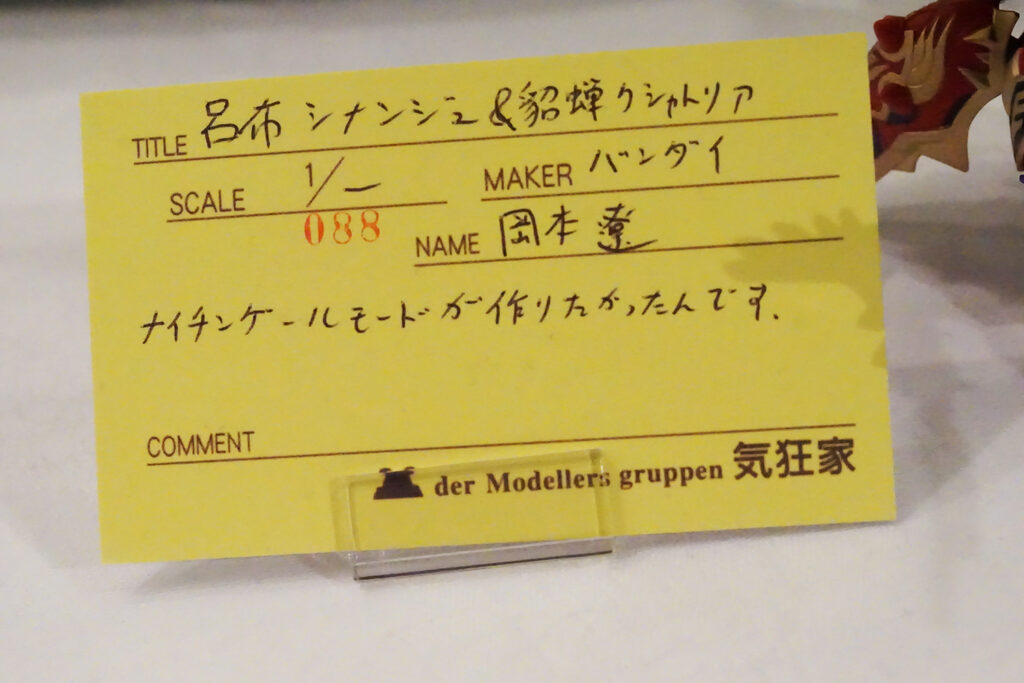 TITLE 呂布シナンジュ&貂蝉クシャトリア
SCALE 1/―
MAKER バンダイ
088
NAME 岡本 遼
ナイチンゲールモードが作りたかったんです.
COMMENT
der Modellers gruppen 気狂家